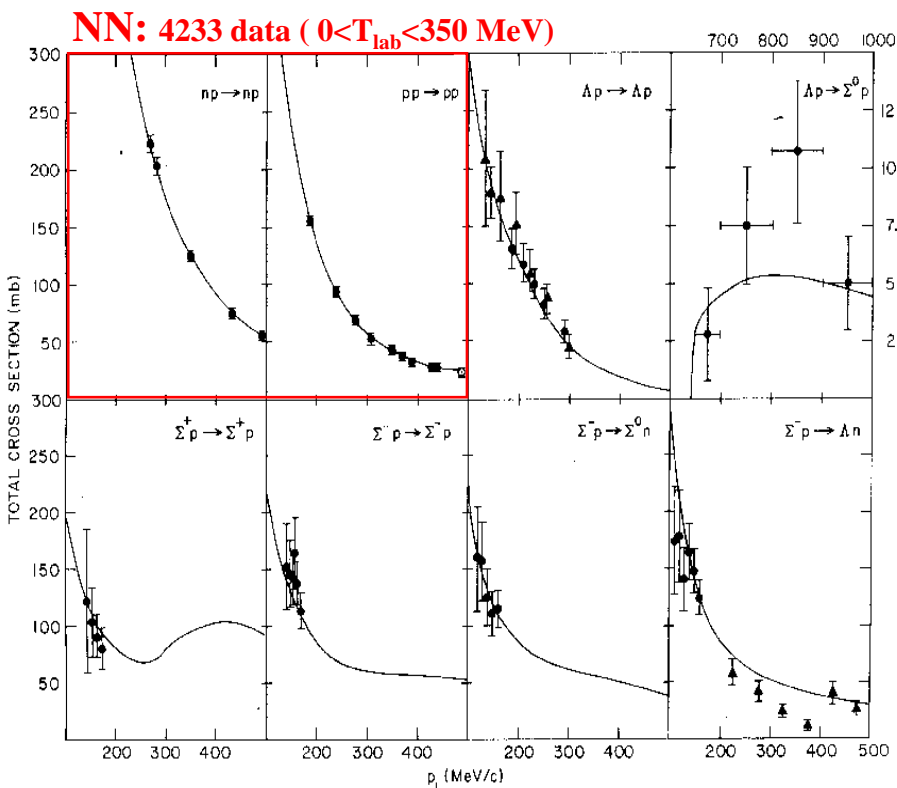 NN: 4233 data ( 0<T_lab<350 MeV)
700 800 900 1000
300
250
200
150
100
50
np→np
pp→pp
Λp→Λp
Λp→Σ⁰p
12
10
7.
5
2
TOTAL CROSS SECTION (mb)
300
250
200
150
100
50
Σ⁺p→Σ⁺p
Σ⁻p→Σ⁻p
Σ⁻p→Σ⁰n
Σ⁻p→Λn
200 300 400 200 300 400 200 300 400 200 300 400 500
p_L (MeV/c)